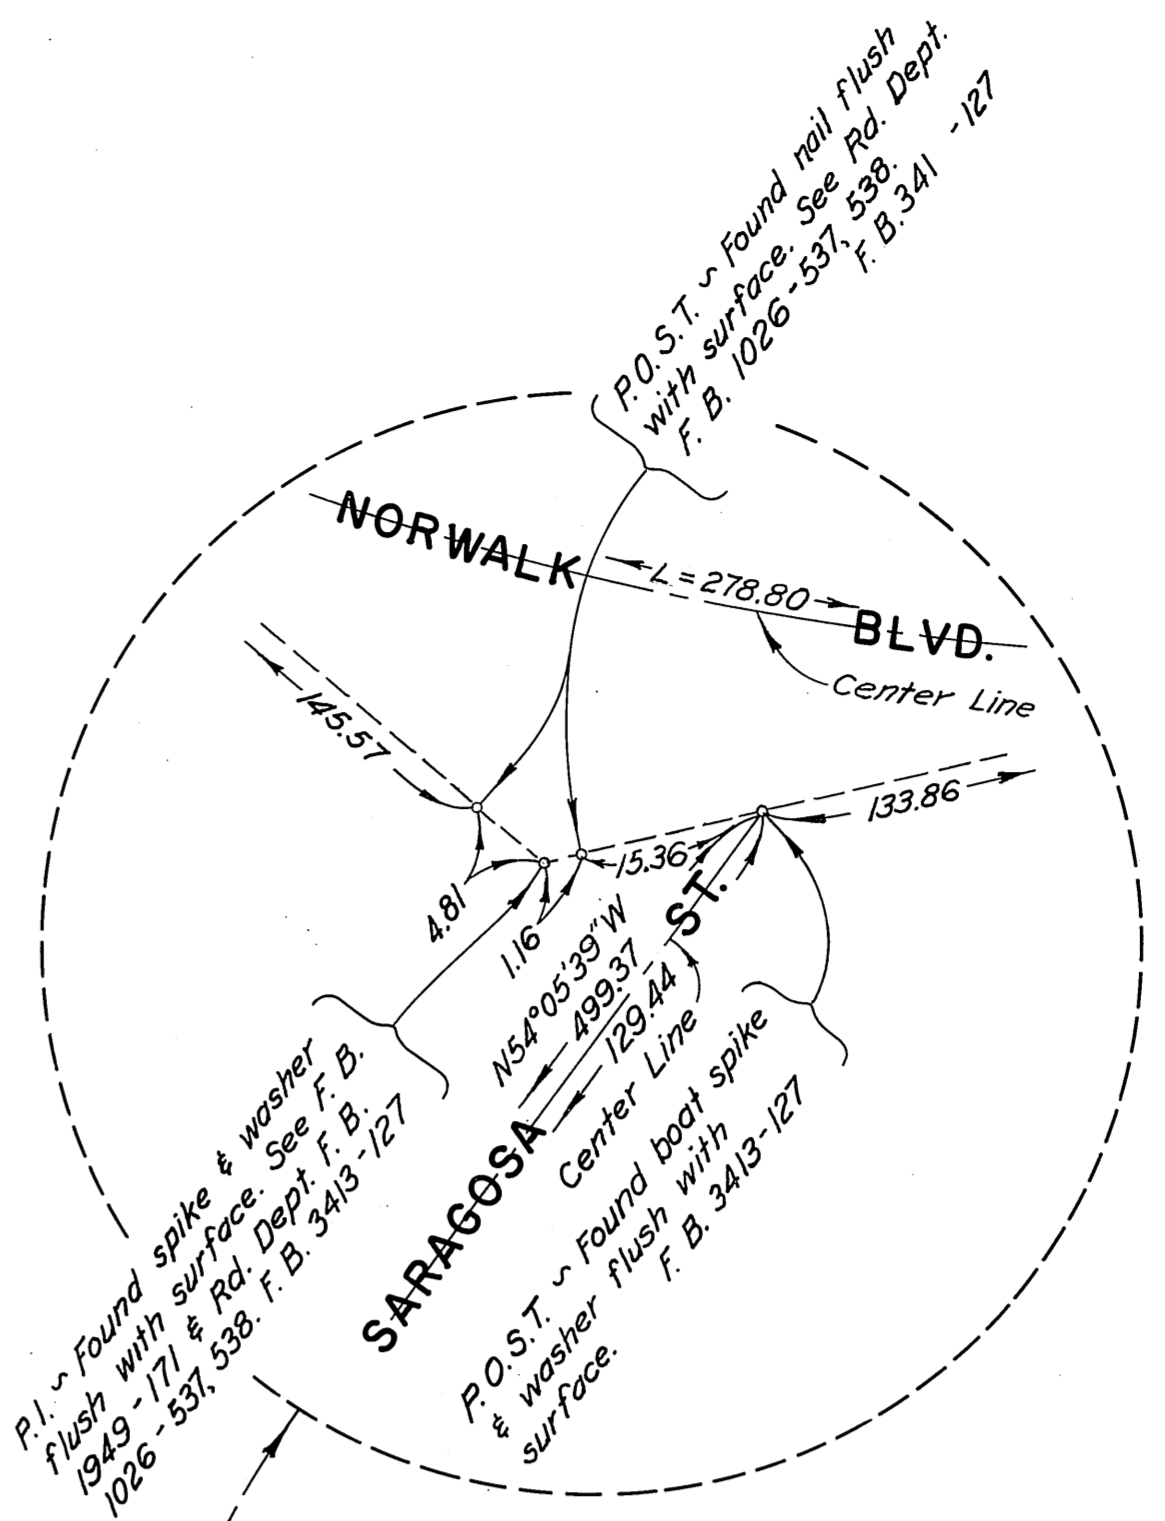 P.O.S.T. ~ Found nail flush
with surface. See Rd. Dept.
F. B. 1026 - 537, 538.
F. B. 341 - 127
NORWALK BLVD.
L = 278.80
Center Line
145.57
133.86
15.36
4.81
1.16
N54°05'39"W
499.37
129.44
Center Line
SARAGOSA ST.
P.I. ~ Found spike & washer
flush with surface. See F. B.
1949 - 171 & Rd. Dept. F. B.
1026 - 537, 538. F. B. 3413 - 127
P.O.S.T. ~ Found boat spike
& washer flush with
surface. F. B. 3413 - 127